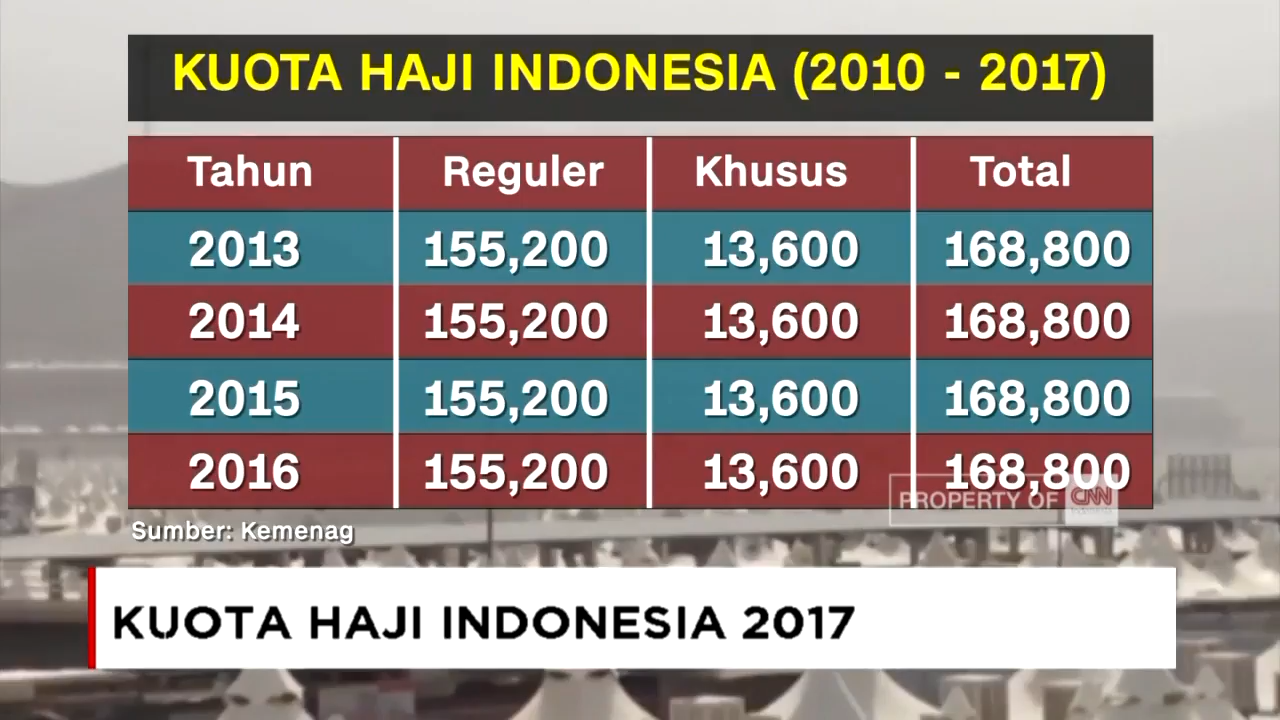 KUOTA HAJI INDONESIA (2010 - 2017)
Tahun Reguler Khusus Total
2013 155,200 13,600 168,800
2014 155,200 13,600 168,800
2015 155,200 13,600 168,800
2016 155,200 13,600 168,800
PROPERTY OF CNN Indonesia
Sumber: Kemenag
KUOTA HAJI INDONESIA 2017